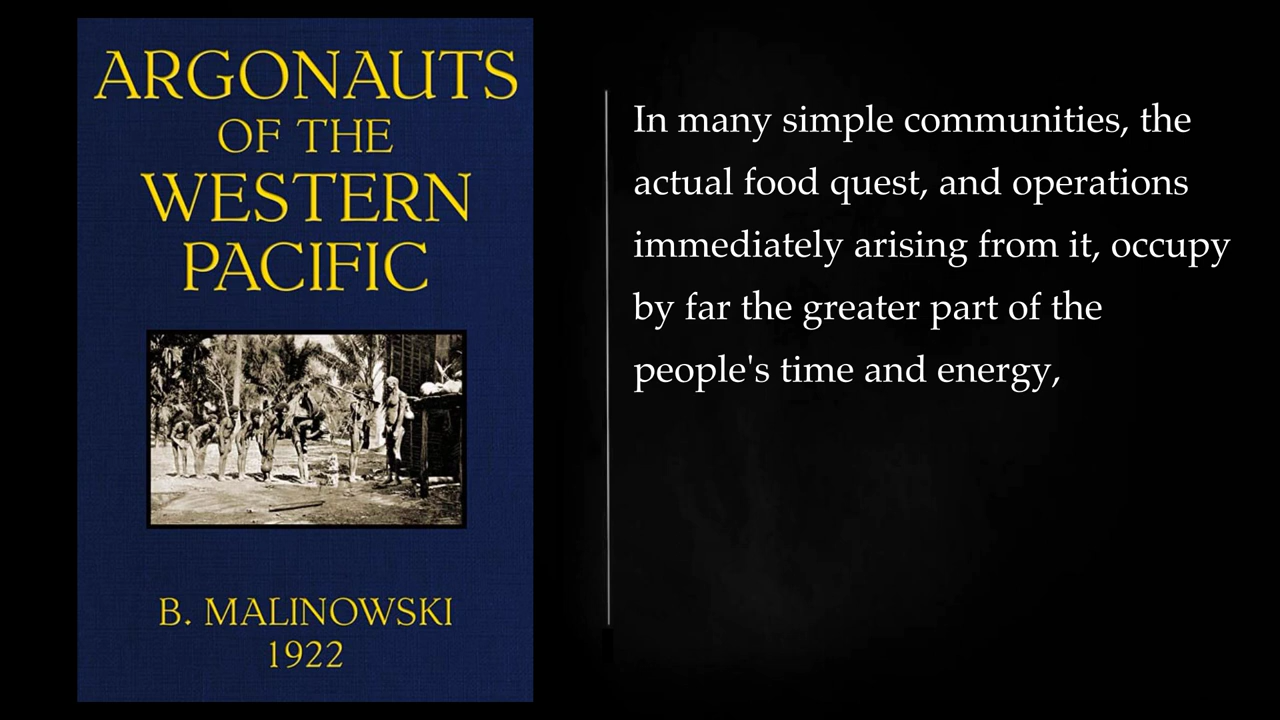 ARGONAUTS
OF THE
WESTERN
PACIFIC
B. MALINOWSKI
1922
In many simple communities, the
actual food quest, and operations
immediately arising from it, occupy
by far the greater part of the
people's time and energy,